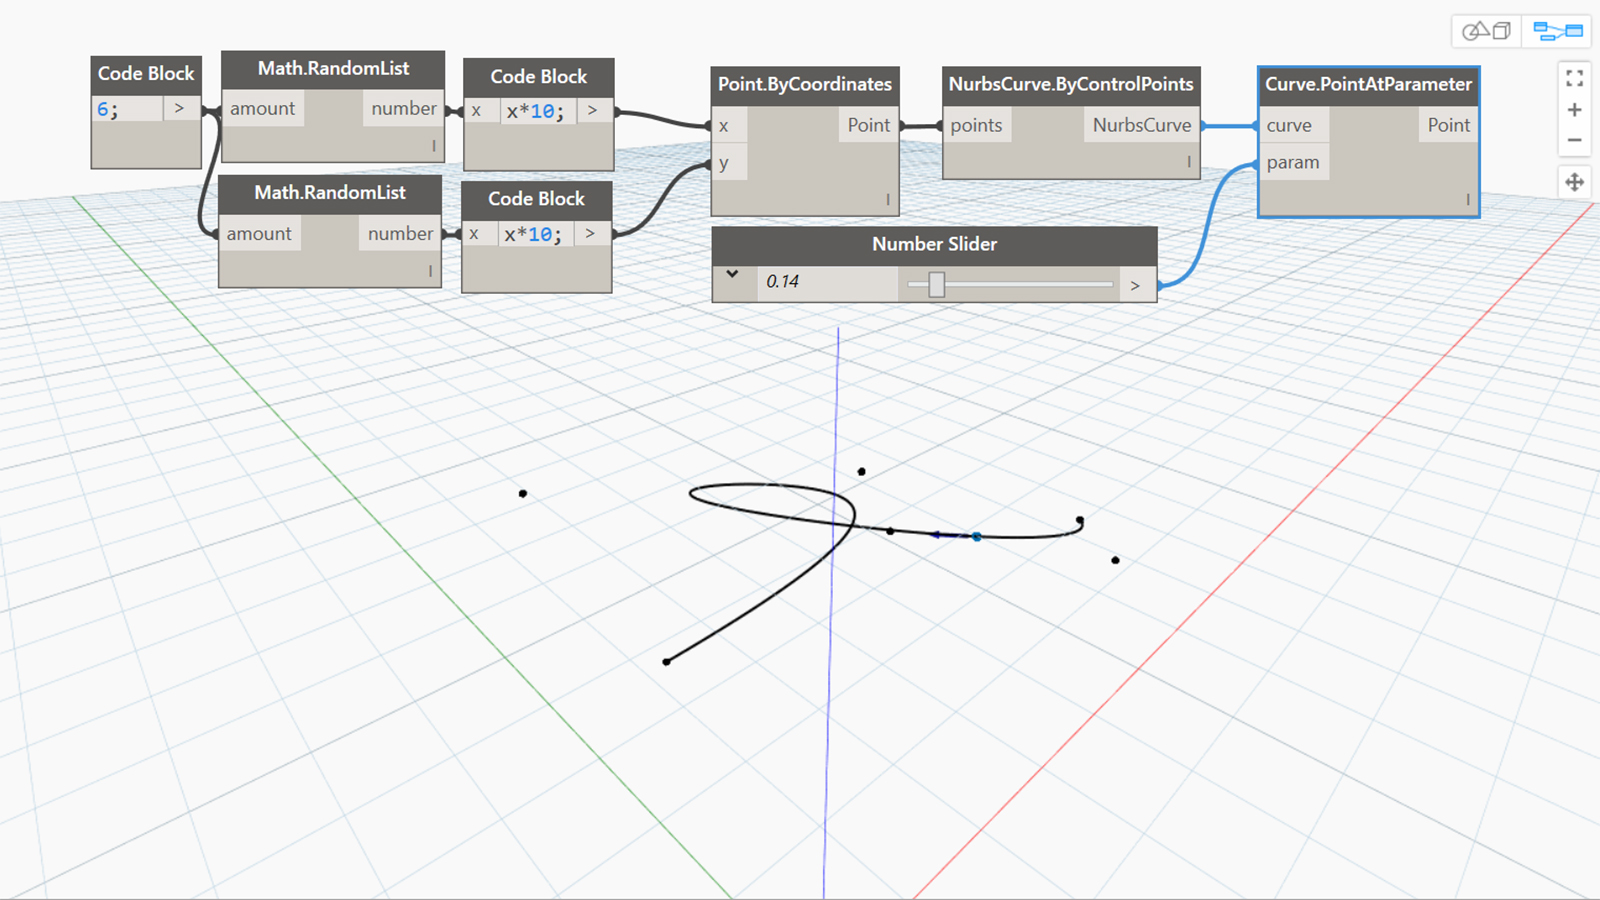 Code Block
6;
>
Math.RandomList
amount
number
|
Code Block
x
x*10;
>
Math.RandomList
amount
number
|
Code Block
x
x*10;
>
Point.ByCoordinates
x
Point
y
|
NurbsCurve.ByControlPoints
points
NurbsCurve
|
Number Slider
0.14
>
Curve.PointAtParameter
curve
Point
param
|